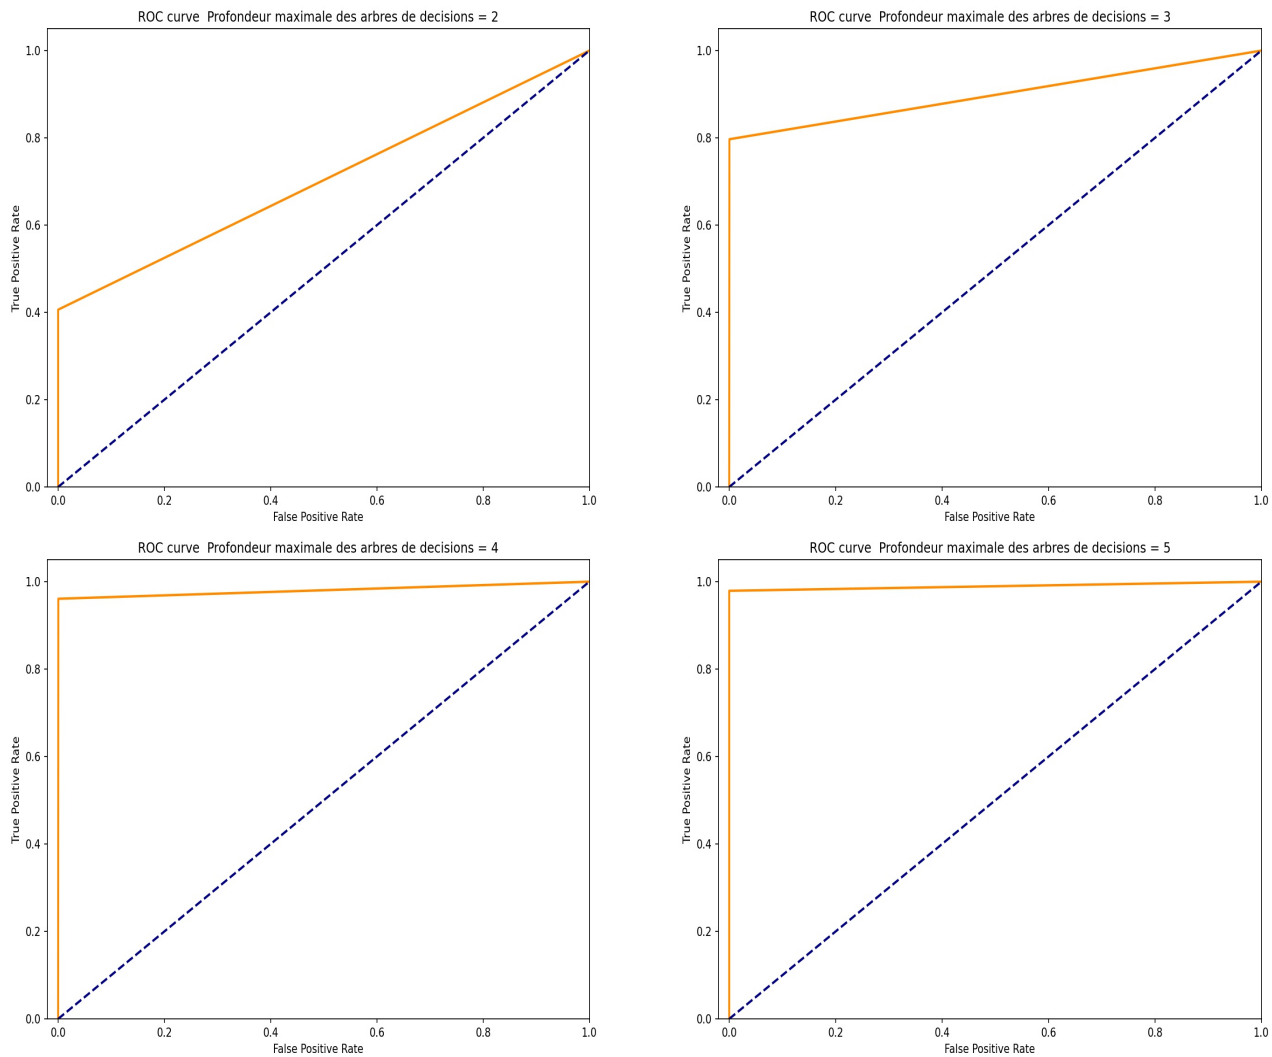 ROC curve  Profondeur maximale des arbres de decisions = 2
True Positive Rate
1.0
0.8
0.6
0.4
0.2
0.0
0.0 0.2 0.4 0.6 0.8 1.0
False Positive Rate
ROC curve  Profondeur maximale des arbres de decisions = 3
True Positive Rate
1.0
0.8
0.6
0.4
0.2
0.0
0.0 0.2 0.4 0.6 0.8 1.0
False Positive Rate
ROC curve  Profondeur maximale des arbres de decisions = 4
True Positive Rate
1.0
0.8
0.6
0.4
0.2
0.0
0.0 0.2 0.4 0.6 0.8 1.0
False Positive Rate
ROC curve  Profondeur maximale des arbres de decisions = 5
True Positive Rate
1.0
0.8
0.6
0.4
0.2
0.0
0.0 0.2 0.4 0.6 0.8 1.0
False Positive Rate